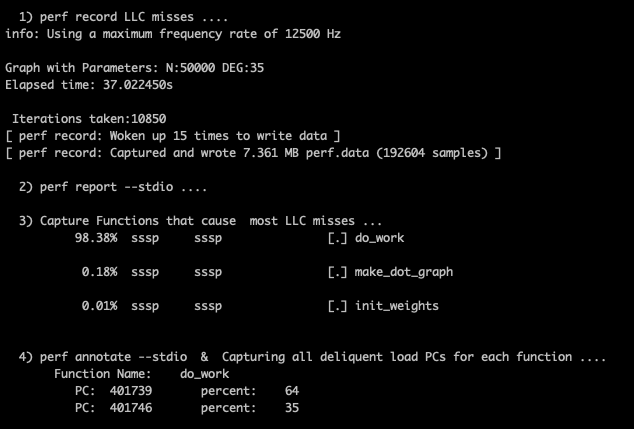 1) perf record LLC misses ....
info: Using a maximum frequency rate of 12500 Hz
Graph with Parameters: N:50000 DEG:35
Elapsed time: 37.022450s
Iterations taken:10850
[ perf record: Woken up 15 times to write data ]
[ perf record: Captured and wrote 7.361 MB perf.data (192604 samples) ]
2) perf report --stdio ....
3) Capture Functions that cause  most LLC misses ...
98.38%  sssp     sssp               [.] do_work
0.18%  sssp     sssp               [.] make_dot_graph
0.01%  sssp     sssp               [.] init_weights
4) perf annotate --stdio  &  Capturing all deliquent load PCs for each function ....
Function Name:    do_work
PC:  401739       percent:    64
PC:  401746       percent:    35